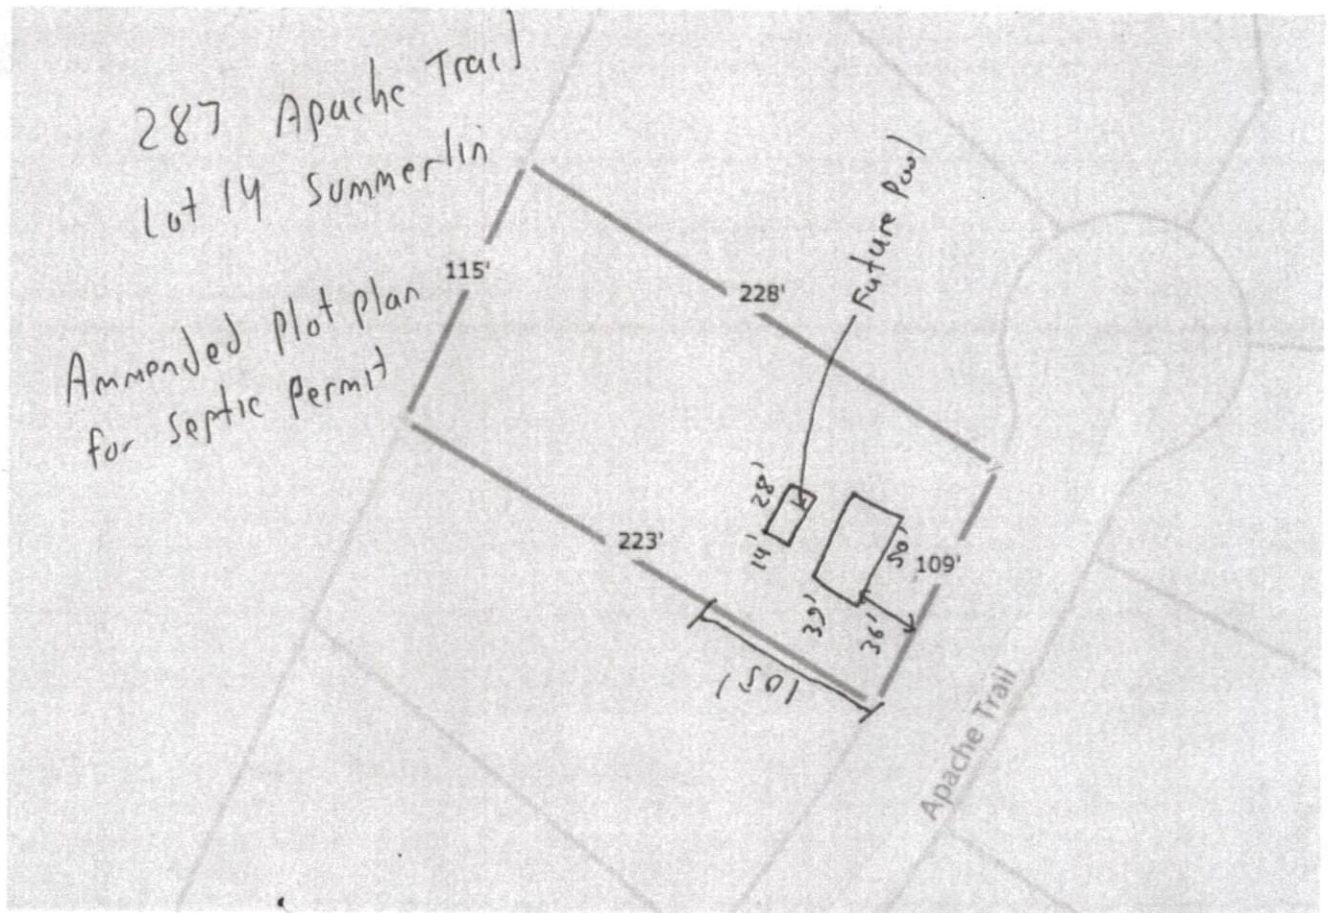 287 Apache Trail
Lot 14 Summerlin
Ammended plot plan
for septic permit
115'
228'
Future Pool
28'
14'
50'
39'
36'
109'
223'
105'
Apache Trail